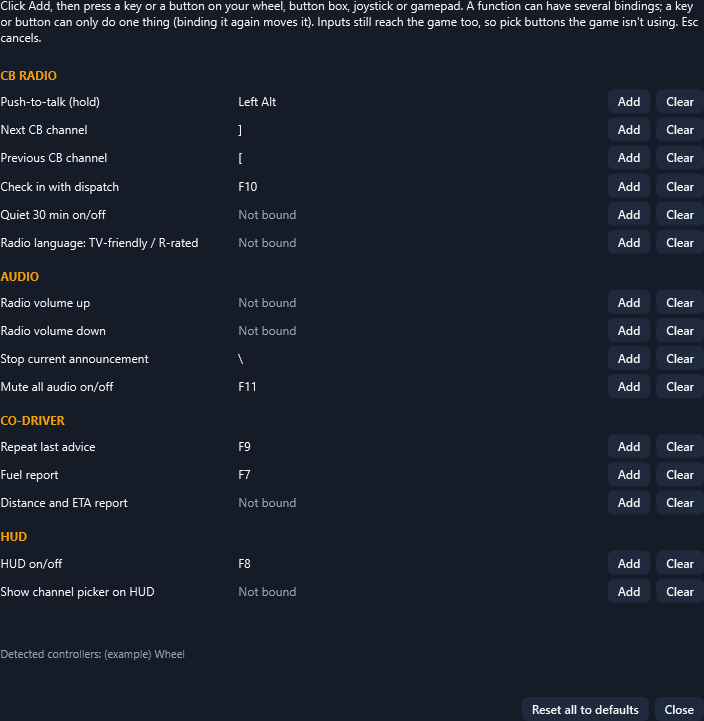 Click Add, then press a key or a button on your wheel, button box, joystick or gamepad. A function can have several bindings; a key
or button can only do one thing (binding it again moves it). Inputs still reach the game too, so pick buttons the game isn't using. Esc
cancels.
CB RADIO
Push-to-talk (hold) Left Alt Add Clear
Next CB channel ] Add Clear
Previous CB channel [ Add Clear
Check in with dispatch F10 Add Clear
Quiet 30 min on/off Not bound Add Clear
Radio language: TV-friendly / R-rated Not bound Add Clear
AUDIO
Radio volume up Not bound Add Clear
Radio volume down Not bound Add Clear
Stop current announcement \ Add Clear
Mute all audio on/off F11 Add Clear
CO-DRIVER
Repeat last advice F9 Add Clear
Fuel report F7 Add Clear
Distance and ETA report Not bound Add Clear
HUD
HUD on/off F8 Add Clear
Show channel picker on HUD Not bound Add Clear
Detected controllers: (example) Wheel
Reset all to defaults Close